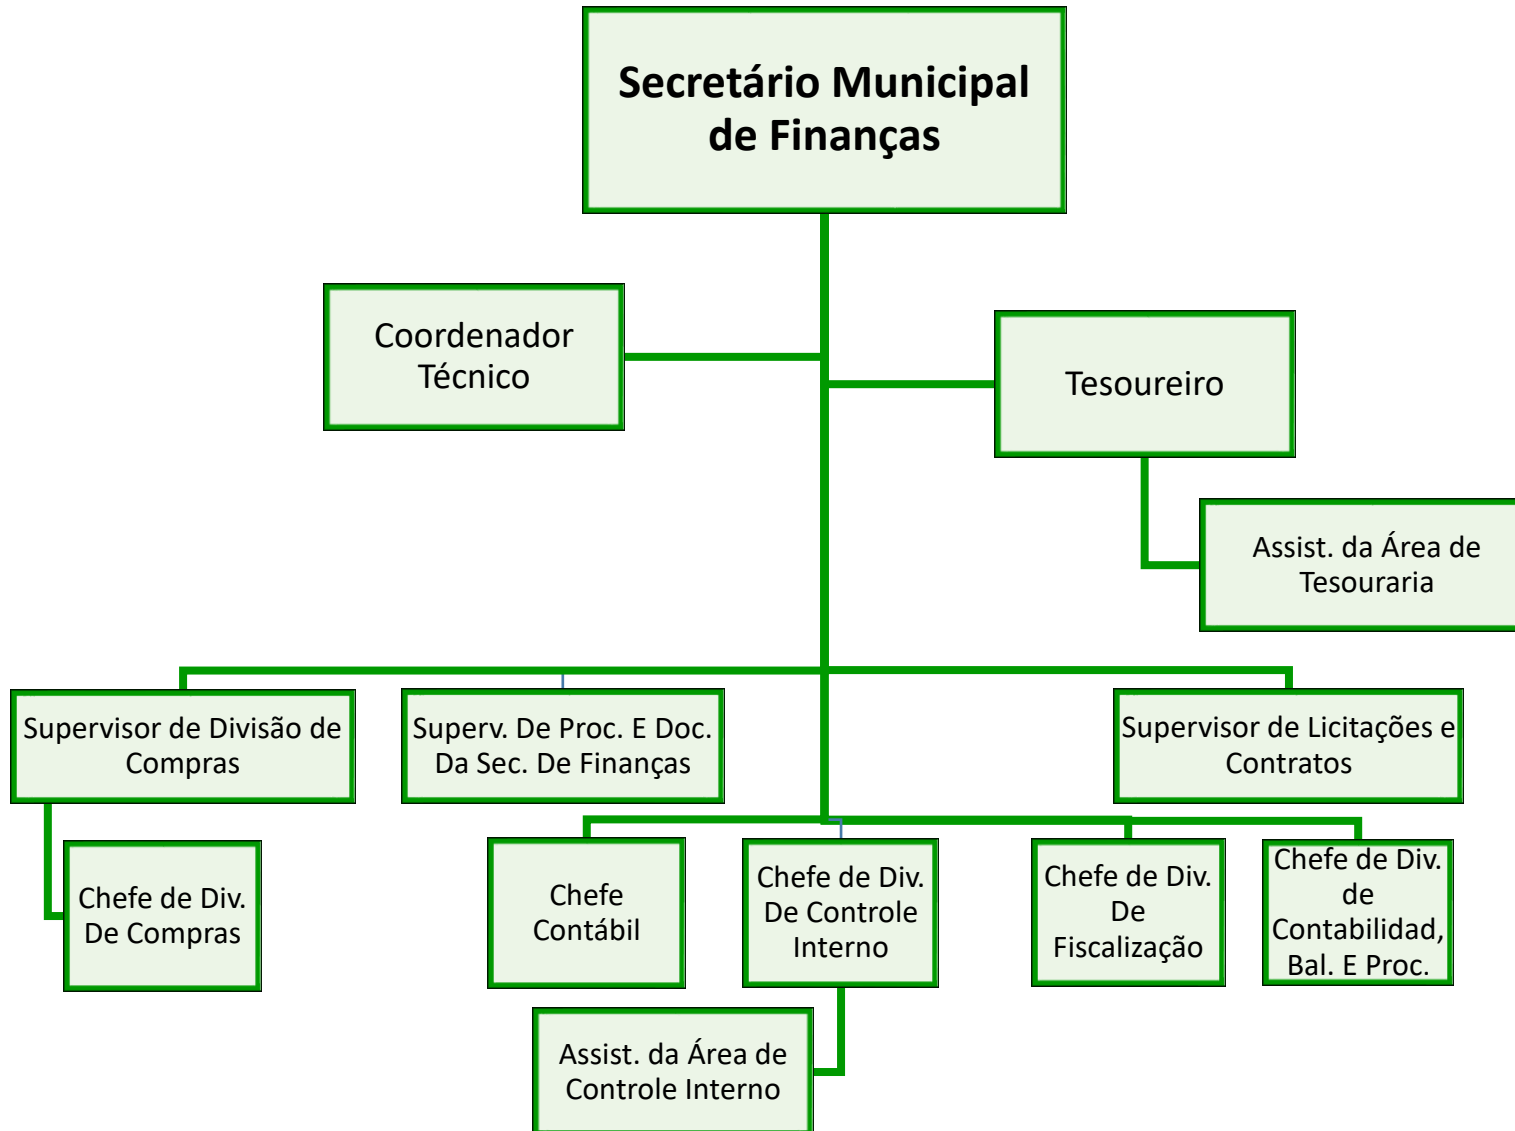 Secretário Municipal
de Finanças
Coordenador
Técnico
Tesoureiro
Assist. da Área de
Tesouraria
Supervisor de Divisão de
Compras
Superv. De Proc. E Doc.
Da Sec. De Finanças
Supervisor de Licitações e
Contratos
Chefe de Div.
De Compras
Chefe
Contábil
Chefe de Div.
De Controle
Interno
Chefe de Div.
De
Fiscalização
Chefe de Div.
de
Contabilidad,
Bal. E Proc.
Assist. da Área de
Controle Interno